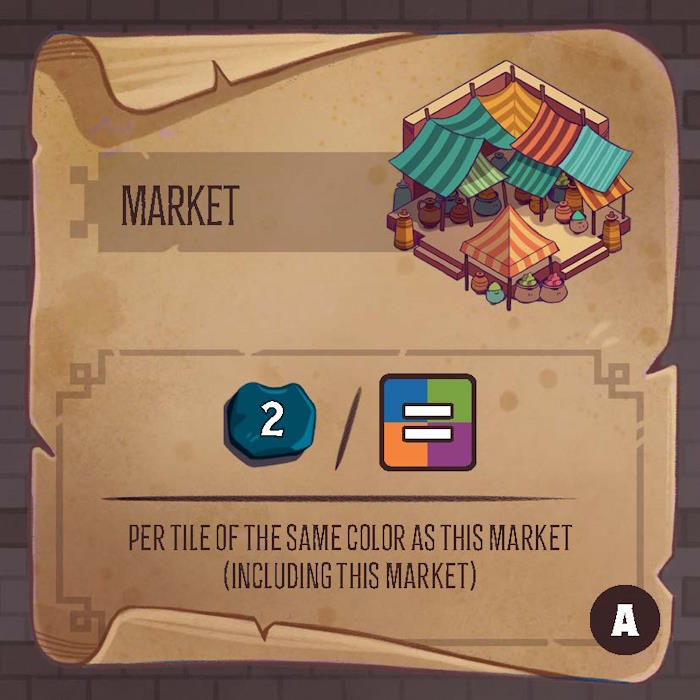 MARKET
2 / =
PER TILE OF THE SAME COLOR AS THIS MARKET
(INCLUDING THIS MARKET)
A